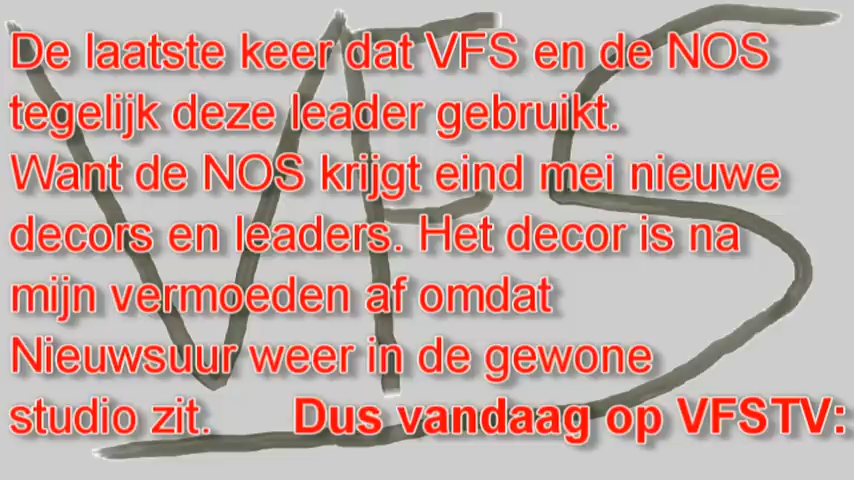 De laatste keer dat VFS en de NOS
tegelijk deze leader gebruikt.
Want de NOS krijgt eind mei nieuwe
decors en leaders. Het decor is na
mijn vermoeden af omdat
Nieuwsuur weer in de gewone
studio zit. Dus vandaag op VFSTV:
VFS